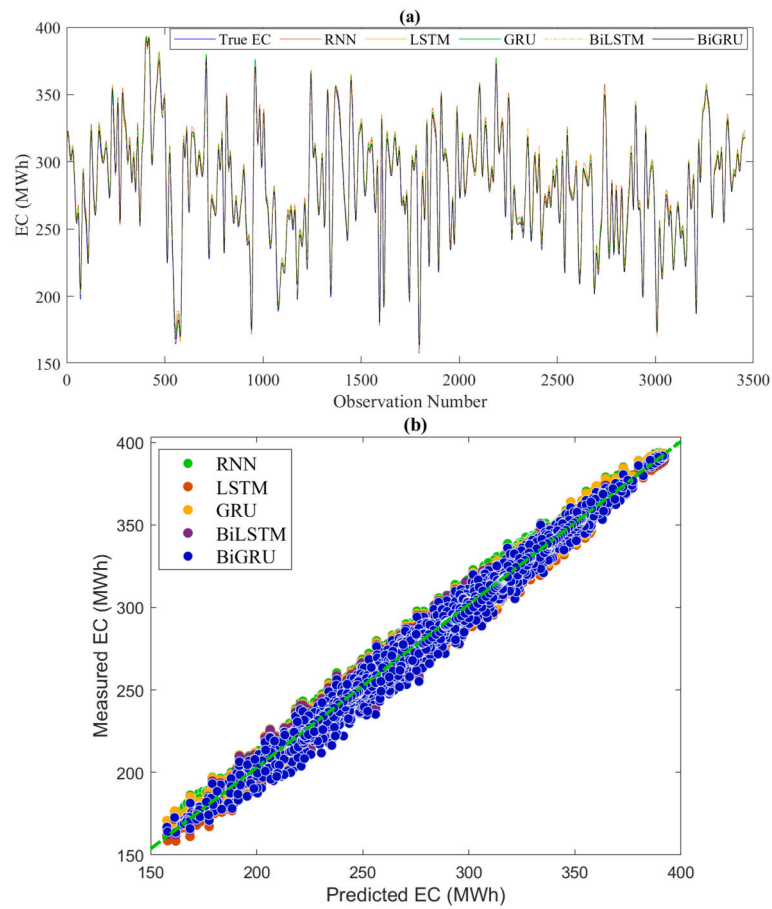 (a)
True EC RNN LSTM GRU BiLSTM BiGRU
400
350
300
250
200
150
EC (MWh)
0 500 1000 1500 2000 2500 3000 3500
Observation Number
(b)
RNN
LSTM
GRU
BiLSTM
BiGRU
400
350
300
250
200
150
Measured EC (MWh)
150 200 250 300 350 400
Predicted EC (MWh)